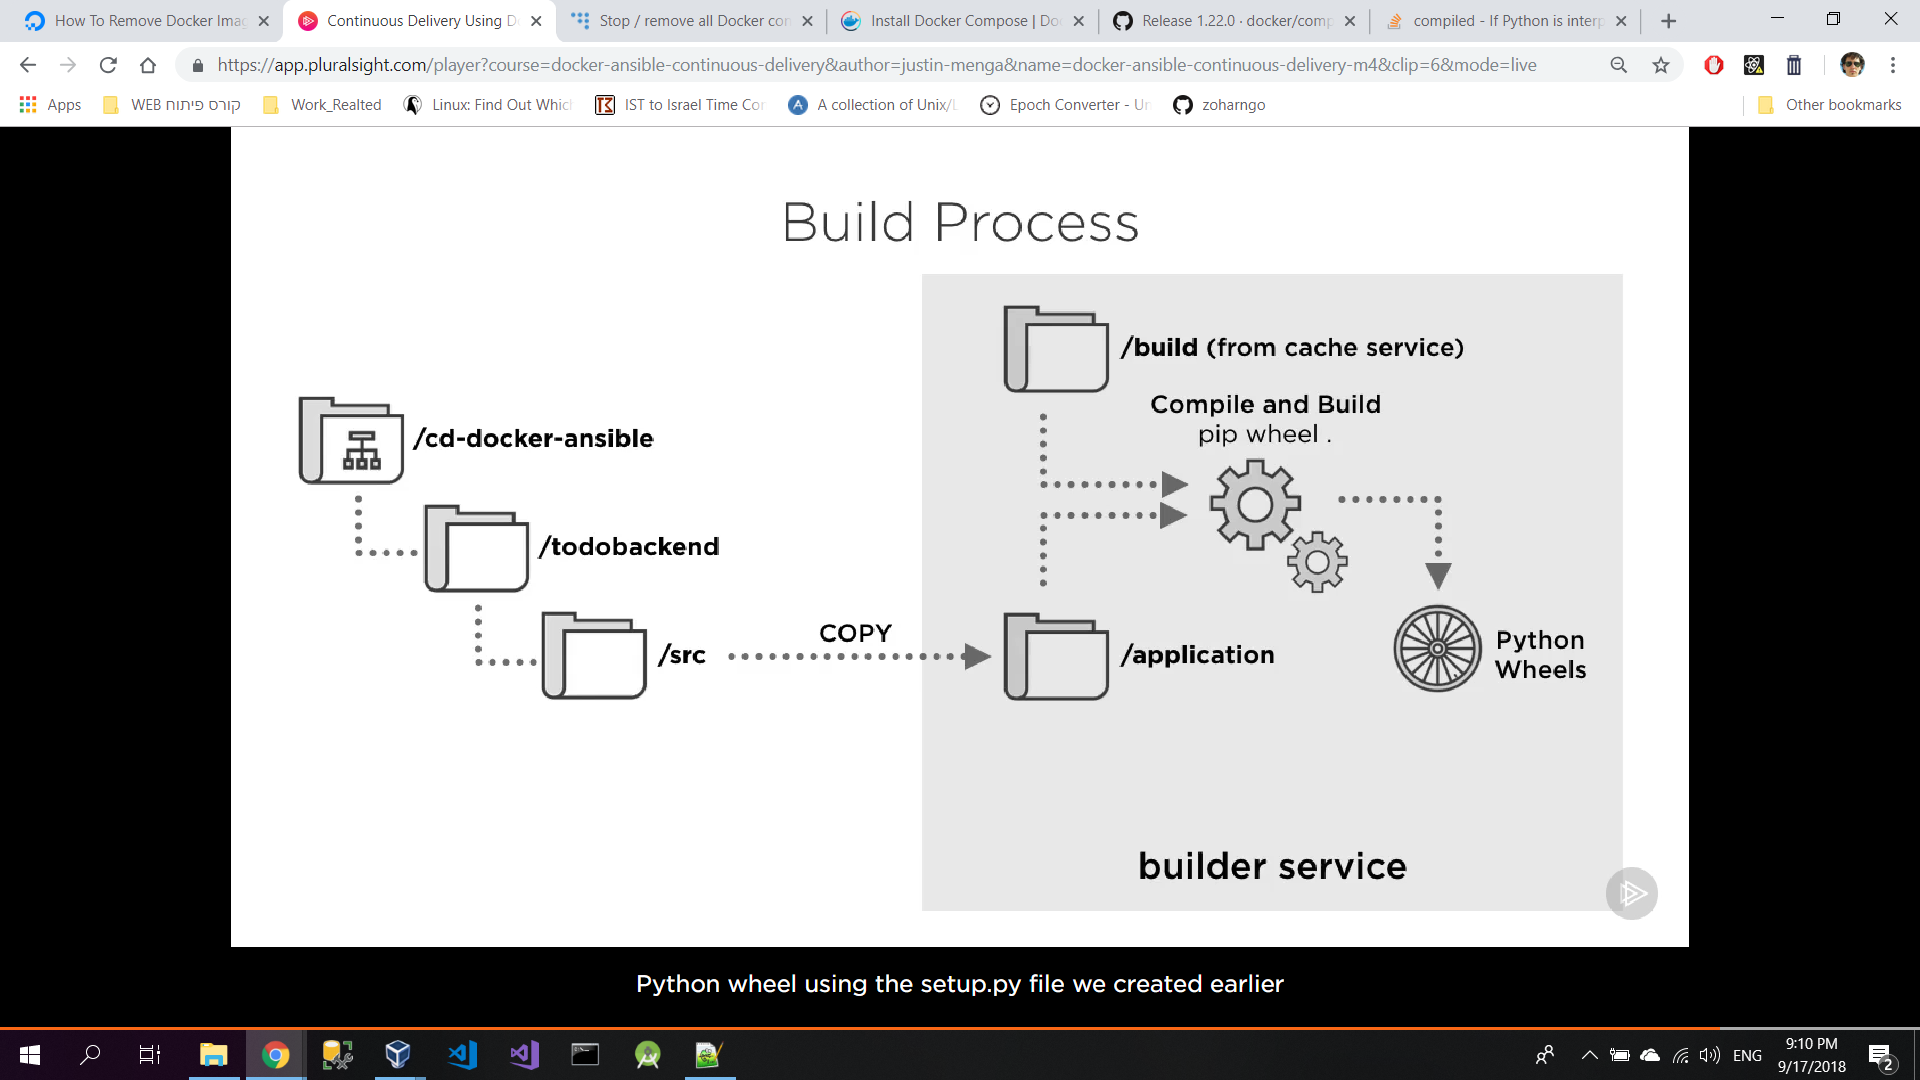 How To Remove Docker Imag
Continuous Delivery Using D
Stop / remove all Docker con
Install Docker Compose | Do
Release 1.22.0 · docker/comp
compiled - If Python is interp
https://app.pluralsight.com/player?course=docker-ansible-continuous-delivery&author=justin-menga&name=docker-ansible-continuous-delivery-m4&clip=6&mode=live
Apps
קורס פיתוח WEB
Work_Realted
Linux: Find Out Which
IST to Israel Time Con
A collection of Unix/L
Epoch Converter - Un
zoharngo
Other bookmarks
Build Process
/build (from cache service)
Compile and Build
pip wheel .
/cd-docker-ansible
/todobackend
COPY
/src
/application
Python
Wheels
builder service
Python wheel using the setup.py file we created earlier
ENG
9:10 PM
9/17/2018
2